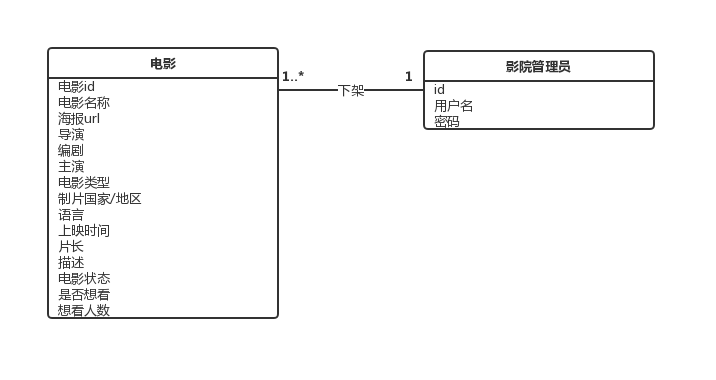 电影
电影id
电影名称
海报url
导演
编剧
主演
电影类型
制片国家/地区
语言
上映时间
片长
描述
电影状态
是否想看
想看人数
1..*
下架
1
影院管理员
id
用户名
密码